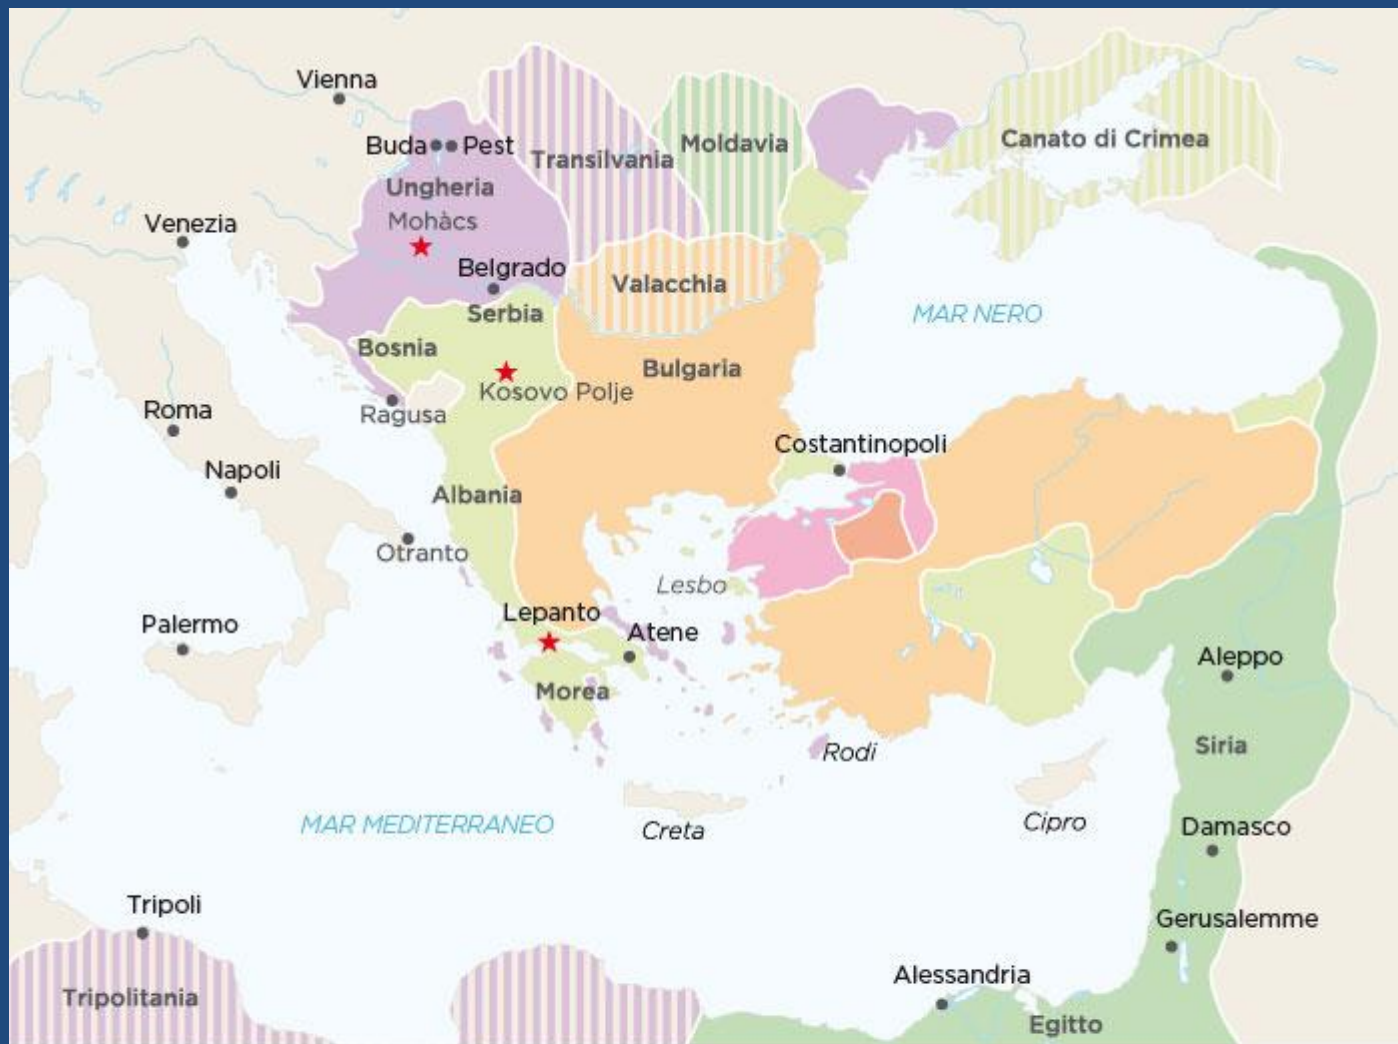 Vienna
Buda
Pest
Transilvania
Moldavia
Canato di Crimea
Ungheria
Mohàcs
Venezia
Belgrado
Valacchia
Serbia
MAR NERO
Bosnia
Bulgaria
Kosovo Polje
Roma
Ragusa
Costantinopoli
Napoli
Albania
Otranto
Lesbo
Lepanto
Palermo
Atene
Aleppo
Morea
Siria
Rodi
MAR MEDITERRANEO
Creta
Cipro
Damasco
Tripoli
Gerusalemme
Alessandria
Tripolitania
Egitto